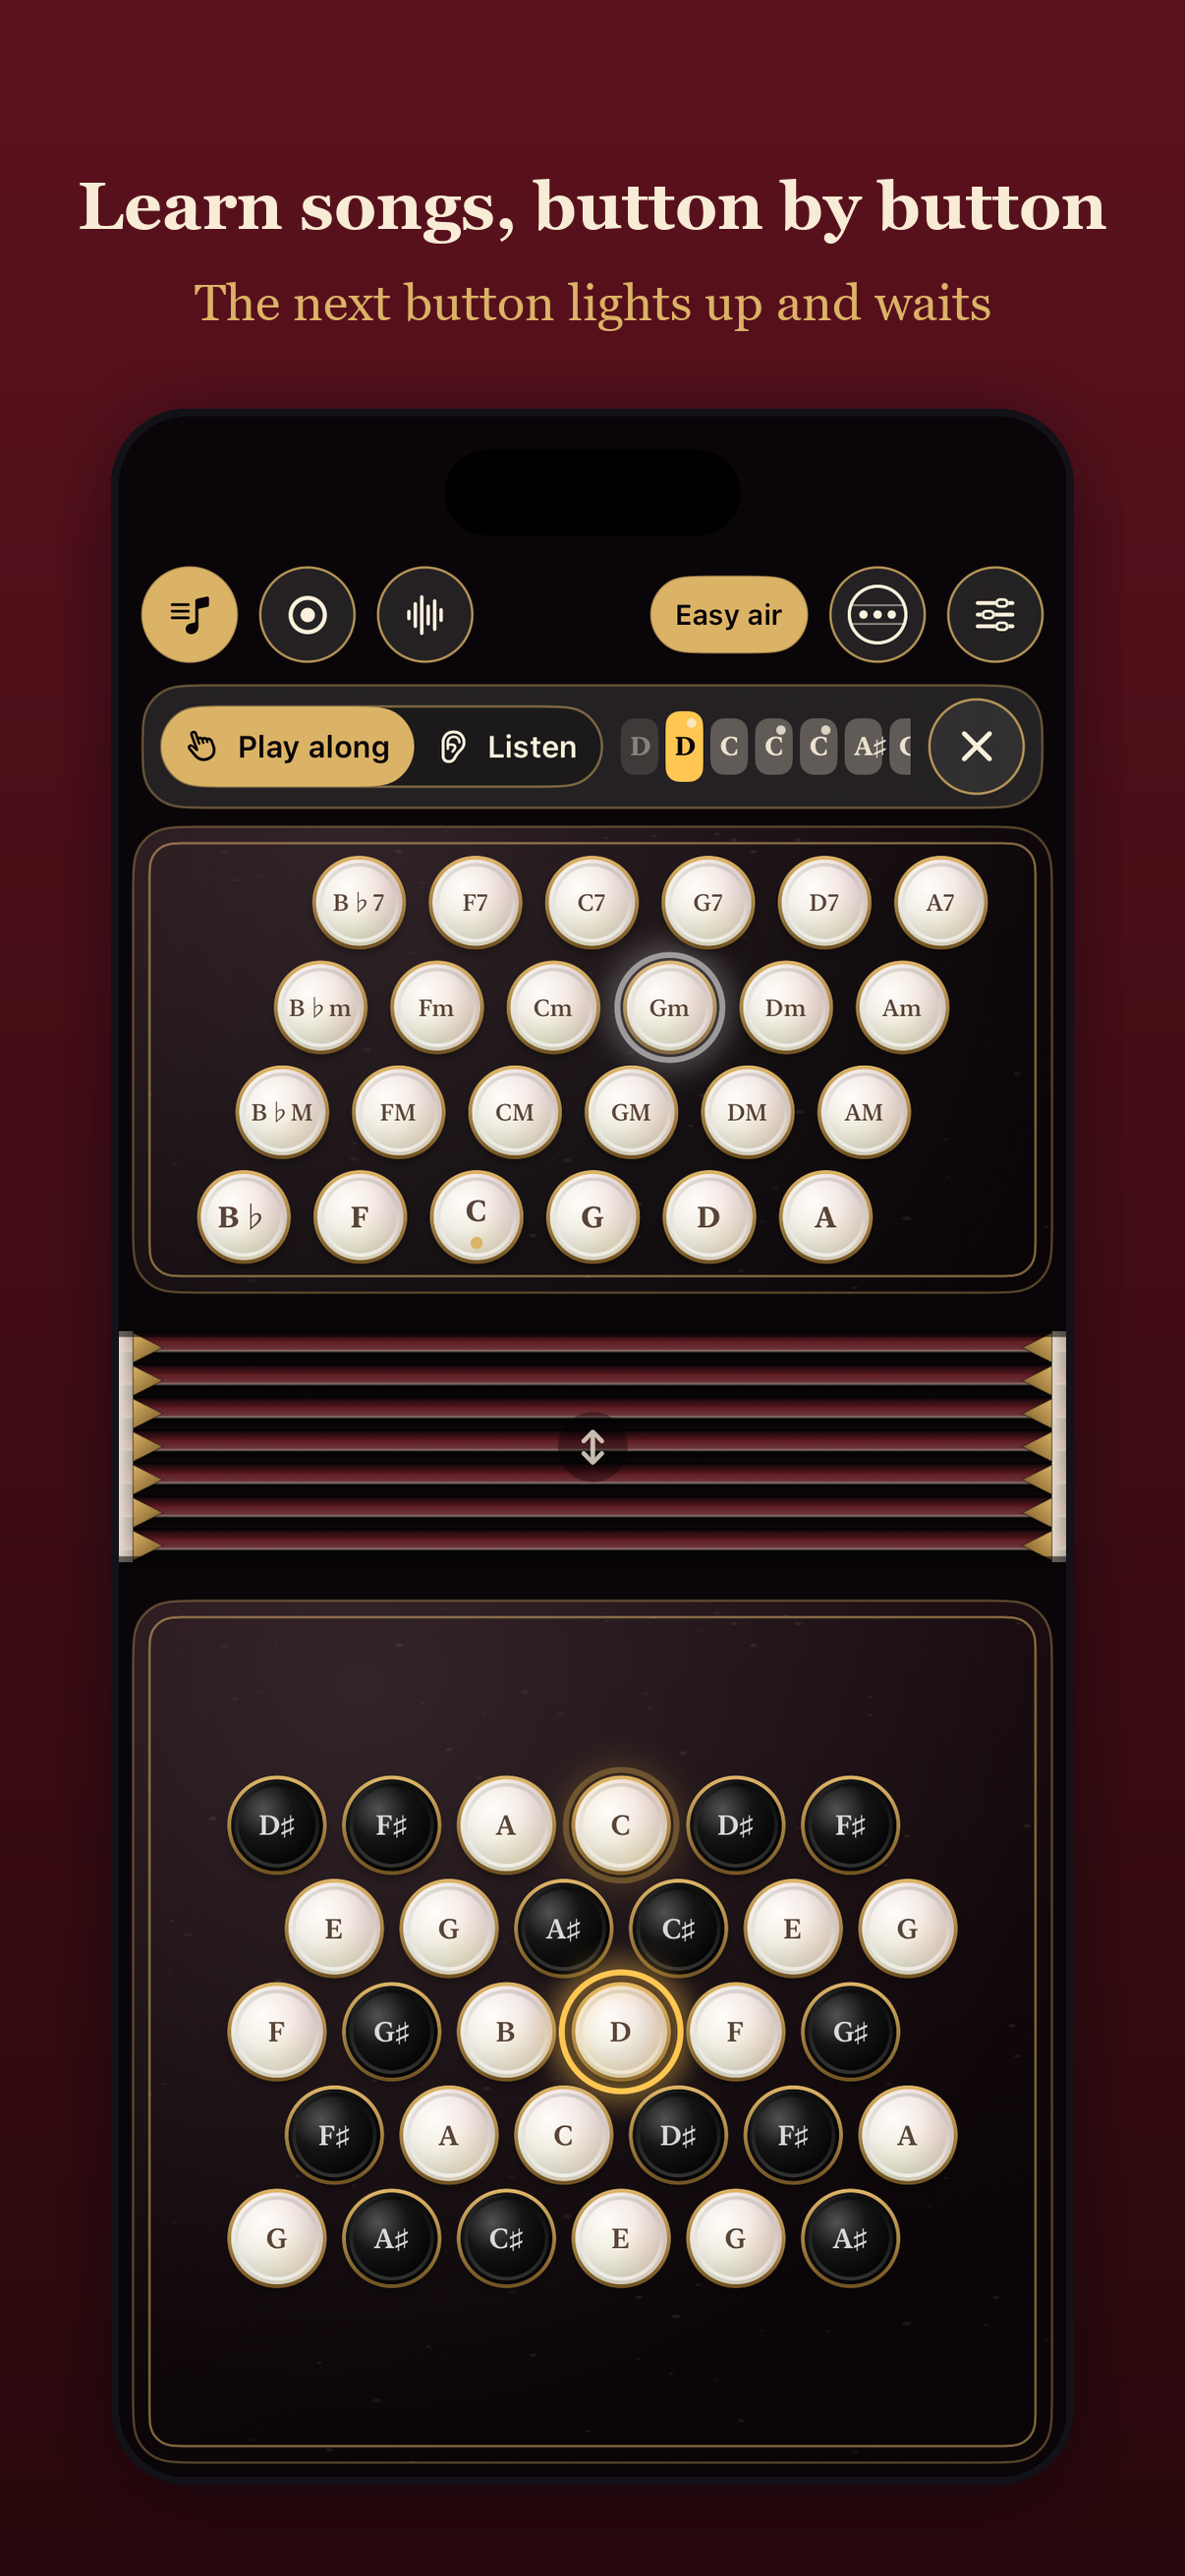 Learn songs, button by button
The next button lights up and waits
Easy air
Play along Listen D D C C C A♯
B♭7 F7 C7 G7 D7 A7
B♭m Fm Cm Gm Dm Am
B♭M FM CM GM DM AM
B♭ F C G D A
D♯ F♯ A C D♯ F♯
E G A♯ C♯ E G
F G♯ B D F G♯
F♯ A C D♯ F♯ A
G A♯ C♯ E G A♯